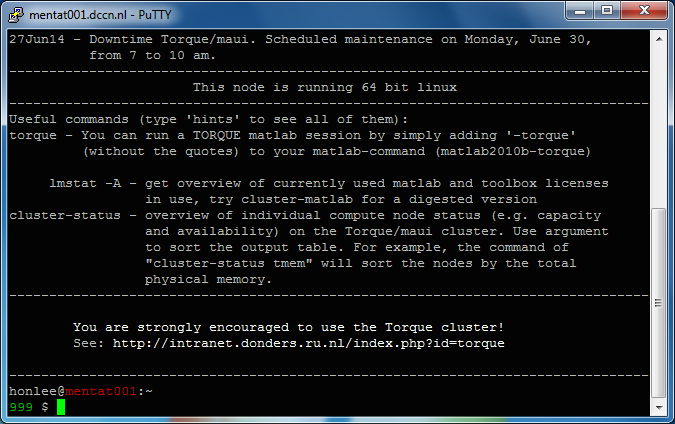 mentat001.dccn.nl - PuTTY
27Jun14 - Downtime Torque/maui. Scheduled maintenance on Monday, June 30,
from 7 to 10 am.
--------------------------------------------------------------------------------
This node is running 64 bit linux
--------------------------------------------------------------------------------
Useful commands (type 'hints' to see all of them):
torque - You can run a TORQUE matlab session by simply adding '-torque'
(without the quotes) to your matlab-command (matlab2010b-torque)
lmstat -A - get overview of currently used matlab and toolbox licenses
in use, try cluster-matlab for a digested version
cluster-status - overview of individual compute node status (e.g. capacity
and availability) on the Torque/maui cluster. Use argument
to sort the output table. For example, the command of
"cluster-status tmem" will sort the nodes by the total
physical memory.
--------------------------------------------------------------------------------
You are strongly encouraged to use the Torque cluster!
See: http://intranet.donders.ru.nl/index.php?id=torque
--------------------------------------------------------------------------------
honlee@mentat001:~
999 $